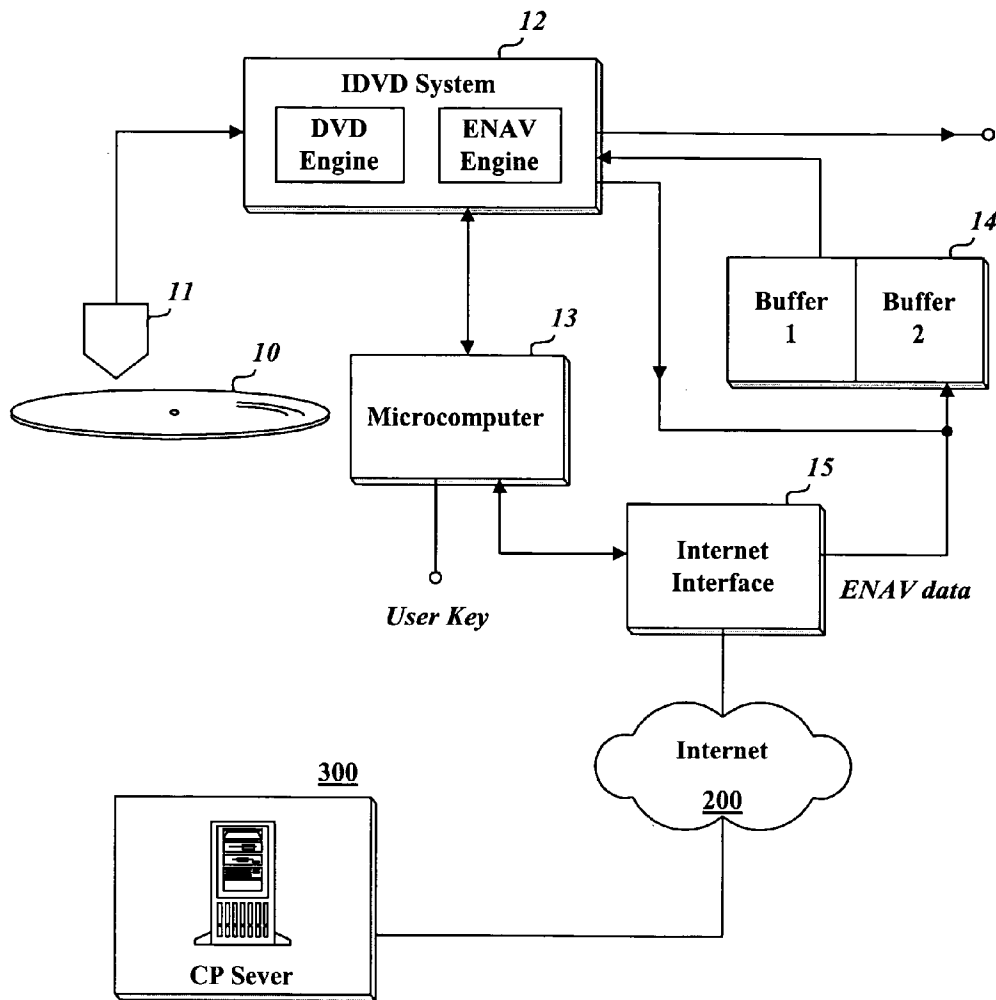 12
IDVD System
DVD
Engine
ENAV
Engine
14
Buffer
1
Buffer
2
11
10
13
Microcomputer
15
Internet
Interface
ENAV data
User Key
Internet
200
300
CP Sever